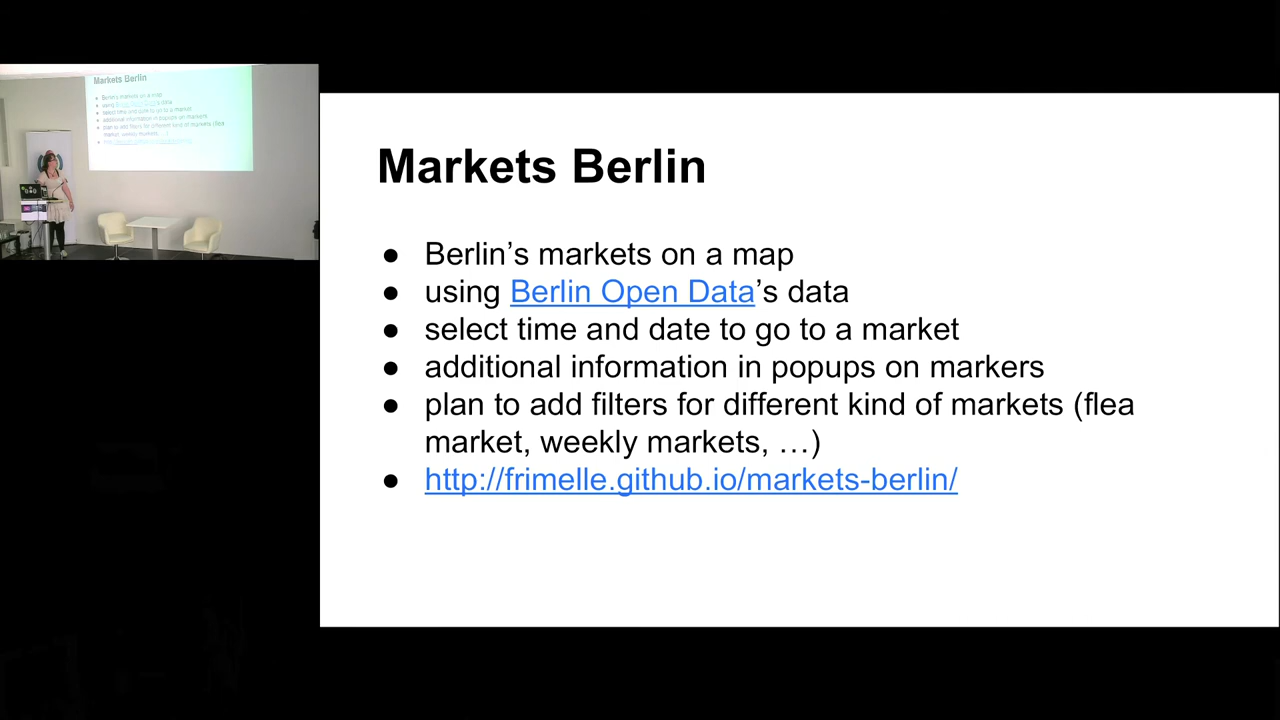 Markets Berlin
● Berlin’s markets on a map
● using Berlin Open Data’s data
● select time and date to go to a market
● additional information in popups on markers
● plan to add filters for different kind of markets (flea
market, weekly markets, …)
● http://frimelle.github.io/markets-berlin/